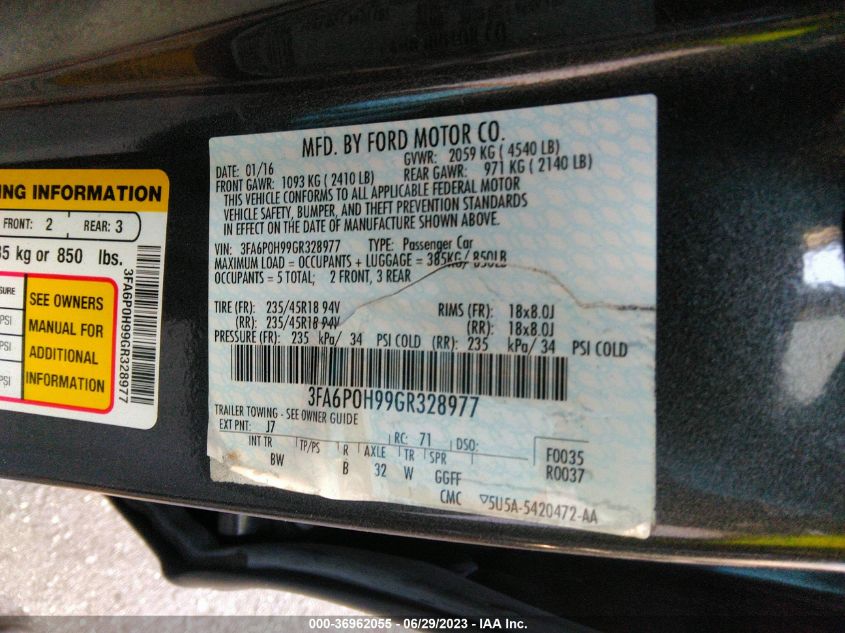 MFD. BY FORD MOTOR CO.
DATE: 01/16 GVWR: 2059 KG ( 4540 LB)
FRONT GAWR: 1093 KG ( 2410 LB) REAR GAWR: 971 KG ( 2140 LB)
THIS VEHICLE CONFORMS TO ALL APPLICABLE FEDERAL MOTOR
VEHICLE SAFETY, BUMPER, AND THEFT PREVENTION STANDARDS
IN EFFECT ON THE DATE OF MANUFACTURE SHOWN ABOVE.
VIN: 3FA6P0H99GR328977 TYPE: Passenger Car
MAXIMUM LOAD = OCCUPANTS + LUGGAGE = 385KG/ 850LB
OCCUPANTS = 5 TOTAL; 2 FRONT, 3 REAR
TIRE (FR): 235/45R18 94V RIMS (FR): 18x8.0J
(RR): 235/45R18 94V (RR): 18x8.0J
PRESSURE (FR): 235 kPa/ 34 PSI COLD (RR): 235 kPa/ 34 PSI COLD
3FA6P0H99GR328977
TRAILER TOWING - SEE OWNER GUIDE
EXT PNT: J7 RC: 71 DSO:
INT TR TP/PS R AXLE TR SPR F0035
BW B 32 W GGFF R0037
CMC ▽5U5A-5420472-AA
NG INFORMATION
FRONT: 2 REAR: 3
85 kg or 850 lbs.
SURE
PSI
PSI
PSI
SEE OWNERS
MANUAL FOR
ADDITIONAL
INFORMATION
3FA6P0H99GR328977
000-36962055 - 06/29/2023 - IAA Inc.